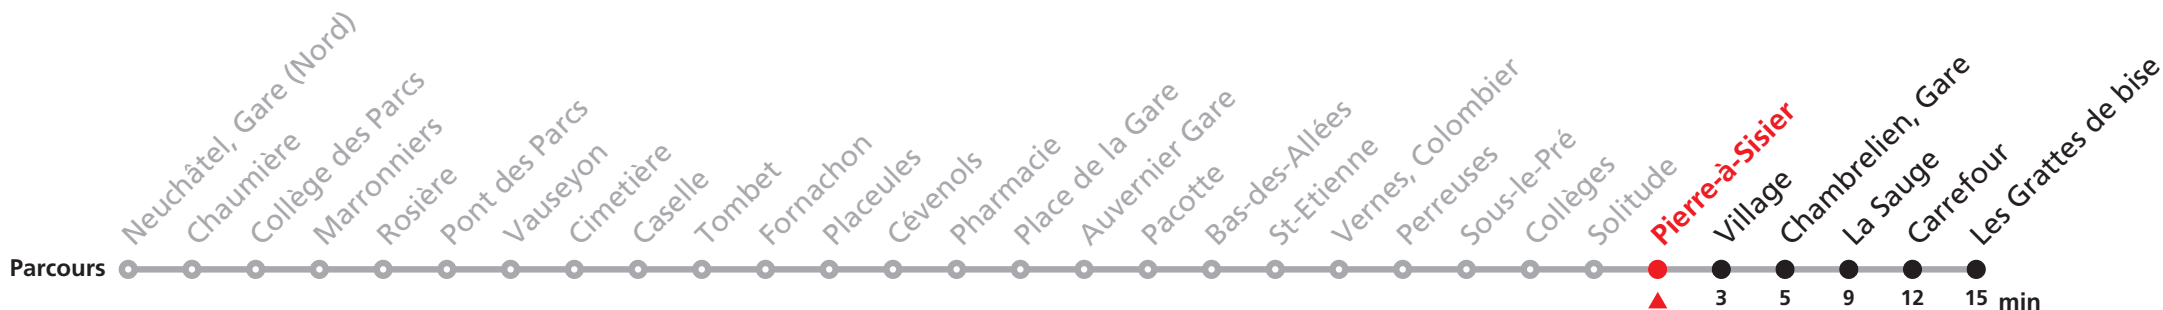 Neuchâtel, Gare (Nord)
Chaumière
Collège des Parcs
Marronniers
Rosière
Pont des Parcs
Vauseyon
Cimetière
Caselle
Tombet
Fornachon
Placeules
Cévenols
Pharmacie
Place de la Gare
Auvernier Gare
Pacotte
Bas-des-Allées
St-Etienne
Vernes, Colombier
Perreuses
Sous-le-Pré
Collèges
Solitude
Pierre-à-Sisier
Village
Chambrelien, Gare
La Sauge
Carrefour
Les Grattes de bise
Parcours
3 5 9 12 15 min